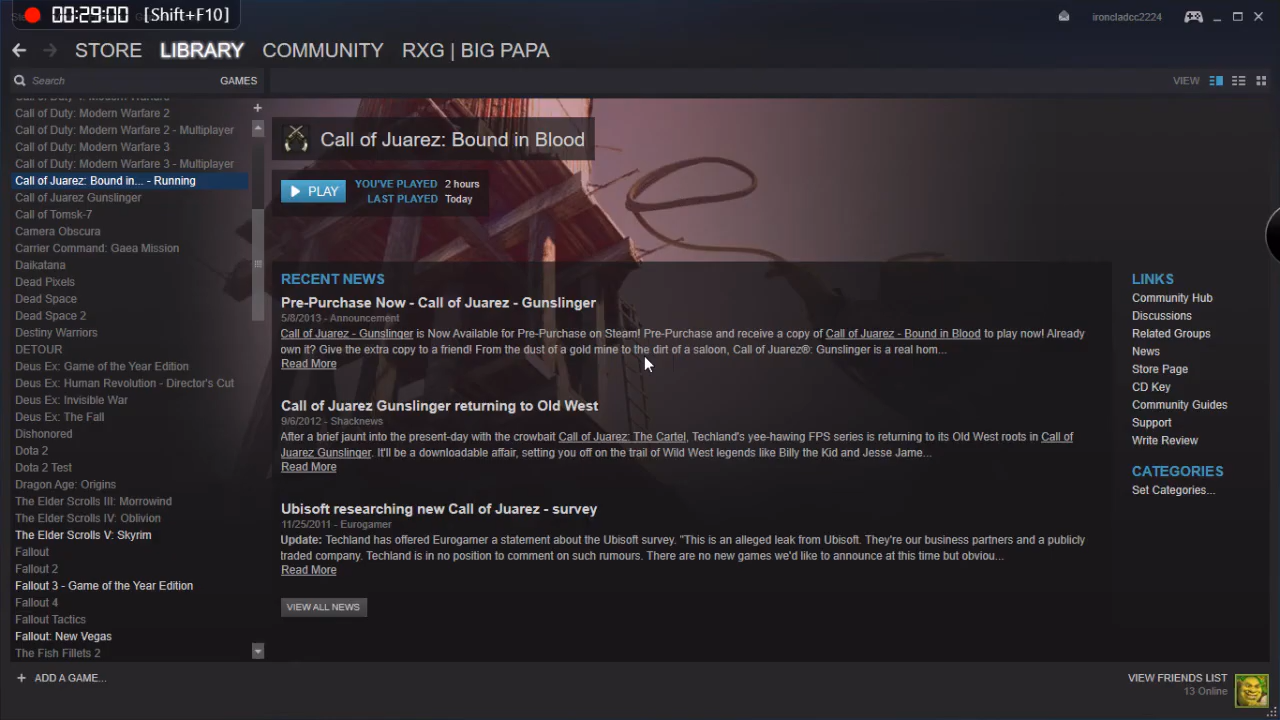 00:29:00 [Shift+F10]
ironcladcc2224
STORE LIBRARY COMMUNITY RXG | BIG PAPA
Search GAMES
VIEW
Call of Duty: Modern Warfare 2
Call of Duty: Modern Warfare 2 - Multiplayer
Call of Duty: Modern Warfare 3
Call of Duty: Modern Warfare 3 - Multiplayer
Call of Juarez: Bound in... - Running
Call of Juarez Gunslinger
Call of Tomsk-7
Camera Obscura
Carrier Command: Gaea Mission
Daikatana
Dead Pixels
Dead Space
Dead Space 2
Destiny Warriors
DETOUR
Deus Ex: Game of the Year Edition
Deus Ex: Human Revolution - Director's Cut
Deus Ex: Invisible War
Deus Ex: The Fall
Dishonored
Dota 2
Dota 2 Test
Dragon Age: Origins
The Elder Scrolls III: Morrowind
The Elder Scrolls IV: Oblivion
The Elder Scrolls V: Skyrim
Fallout
Fallout 2
Fallout 3 - Game of the Year Edition
Fallout 4
Fallout Tactics
Fallout: New Vegas
The Fish Fillets 2
+ ADD A GAME...
Call of Juarez: Bound in Blood
PLAY
YOU'VE PLAYED 2 hours
LAST PLAYED Today
RECENT NEWS
Pre-Purchase Now - Call of Juarez - Gunslinger
5/8/2013 - Announcement
Call of Juarez - Gunslinger is Now Available for Pre-Purchase on Steam! Pre-Purchase and receive a copy of Call of Juarez - Bound in Blood to play now! Already
own it? Give the extra copy to a friend! From the dust of a gold mine to the dirt of a saloon, Call of Juarez®: Gunslinger is a real hom...
Read More
Call of Juarez Gunslinger returning to Old West
9/6/2012 - Shacknews
After a brief jaunt into the present-day with the crowbait Call of Juarez: The Cartel, Techland's yee-hawing FPS series is returning to its Old West roots in Call of
Juarez Gunslinger. It'll be a downloadable affair, setting you off on the trail of Wild West legends like Billy the Kid and Jesse Jame...
Read More
Ubisoft researching new Call of Juarez - survey
11/25/2011 - Eurogamer
Update: Techland has offered Eurogamer a statement about the Ubisoft survey. "This is an alleged leak from Ubisoft. They're our business partners and a publicly
traded company. Techland is in no position to comment on such rumours. There are no new games we'd like to announce at this time but obviou...
Read More
VIEW ALL NEWS
LINKS
Community Hub
Discussions
Related Groups
News
Store Page
CD Key
Community Guides
Support
Write Review
CATEGORIES
Set Categories...
VIEW FRIENDS LIST
13 Online